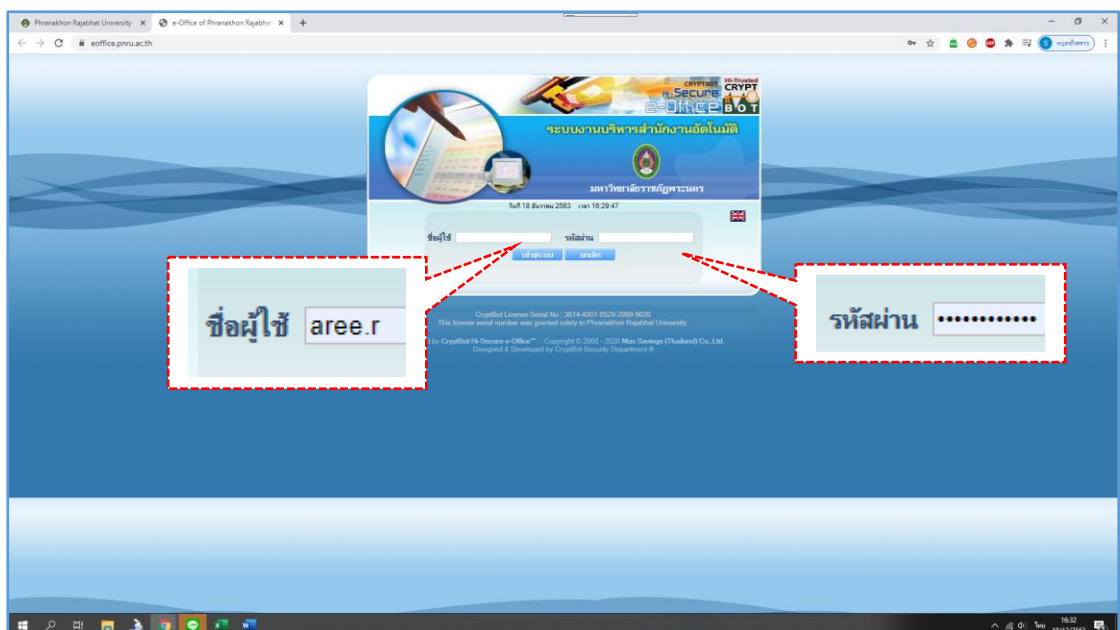 Phranakhon Rajabhat University
e-Office of Phranakhon Rajabha
eoffice.pnru.ac.th
CRYPTBOT
Hi-Secure
e-Office
Hi-Trusted
CRYPT
BOT
ระบบงานบริหารสำนักงานอัตโนมัติ
มหาวิทยาลัยราชภัฏพระนคร
วันที่ 18 ธันวาคม 2563 เวลา 16:29:47
ชื่อผู้ใช้ รหัสผ่าน
เข้าสู่ระบบ ยกเลิก
ชื่อผู้ใช้ aree.r
รหัสผ่าน ••••••••••••
CryptBot License Serial No.: 3614-4001-9529-2999-9626
This license serial number was granted solely to Phranakhon Rajabhat University.
by CryptBot Hi-Secure e-Office™ : Copyright © 2000 - 2020 Max Savings (Thailand) Co.,Ltd.
Designed & Developed by CryptBot Security Department ®
ไทย
16:32